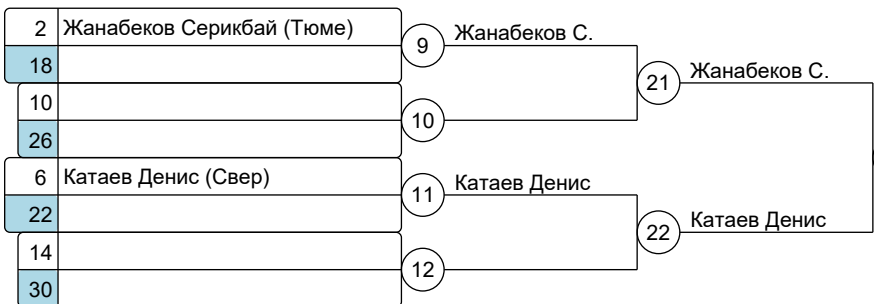 2 Жанабеков Серикбай (Тюме)
9 Жанабеков С.
18
21 Жанабеков С.
10
10
26
6 Катаев Денис (Свер)
11 Катаев Денис
22
22 Катаев Денис
14
12
30